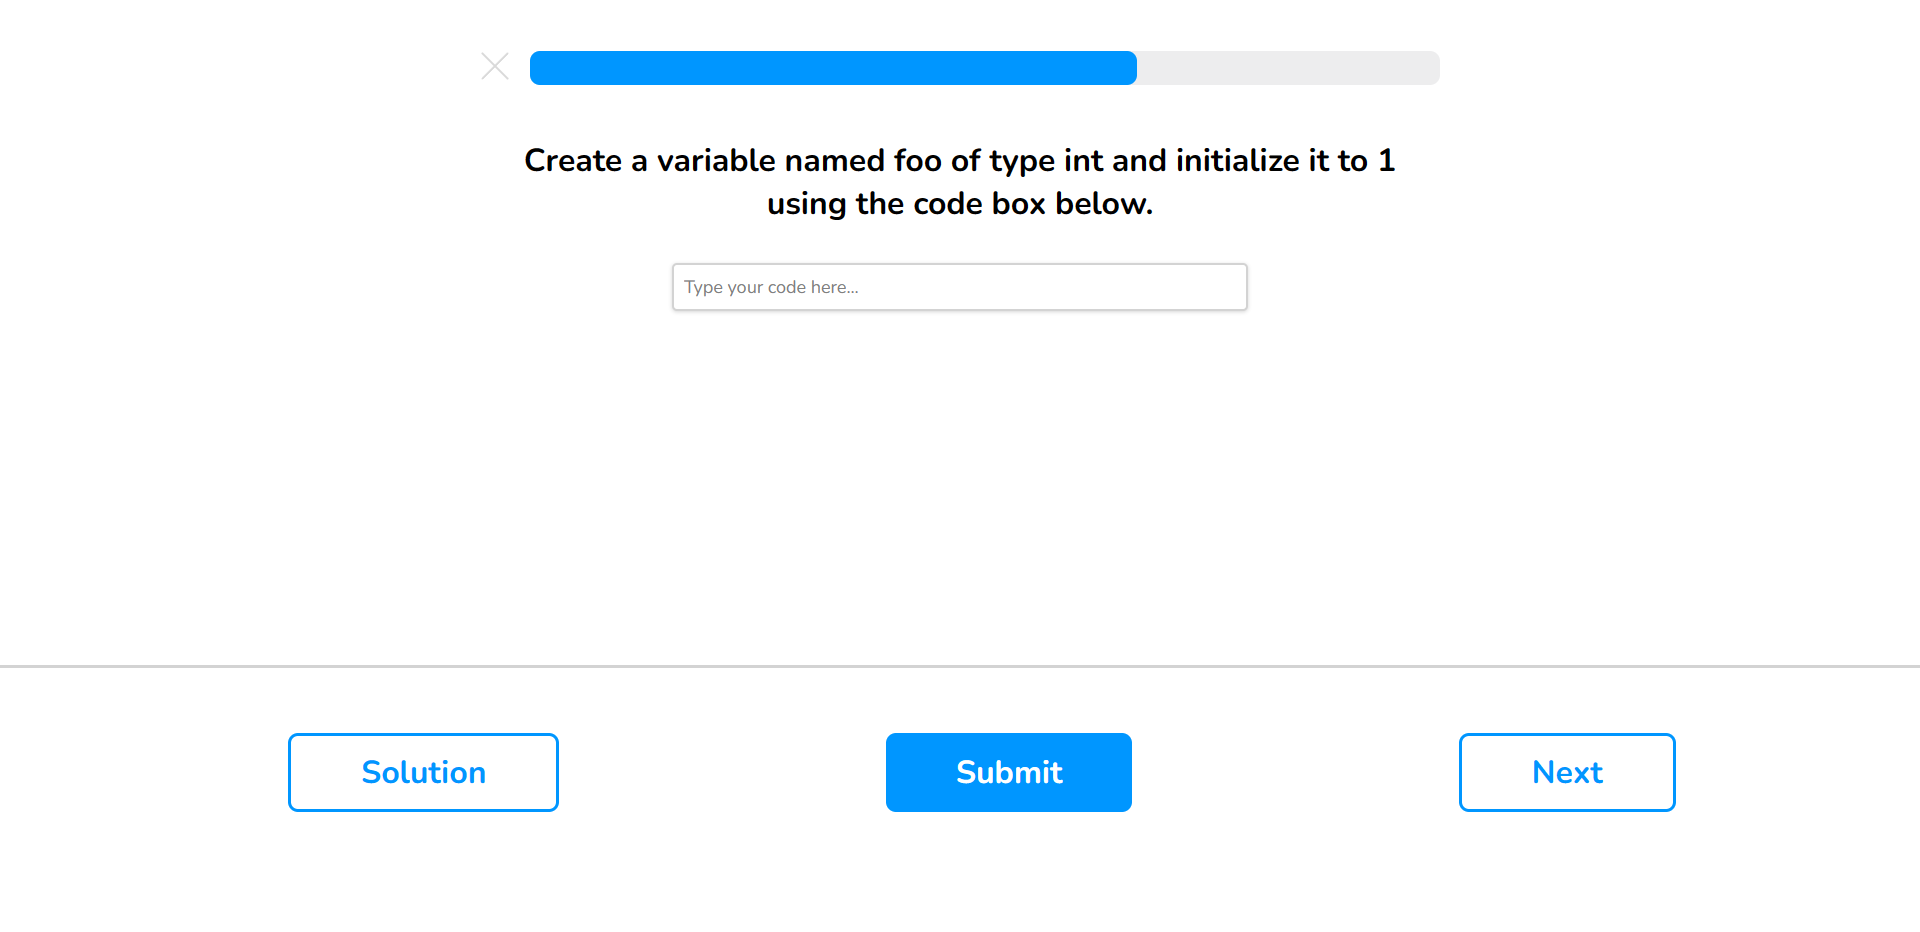 Create a variable named foo of type int and initialize it to 1
using the code box below.
Type your code here...
Solution
Submit
Next